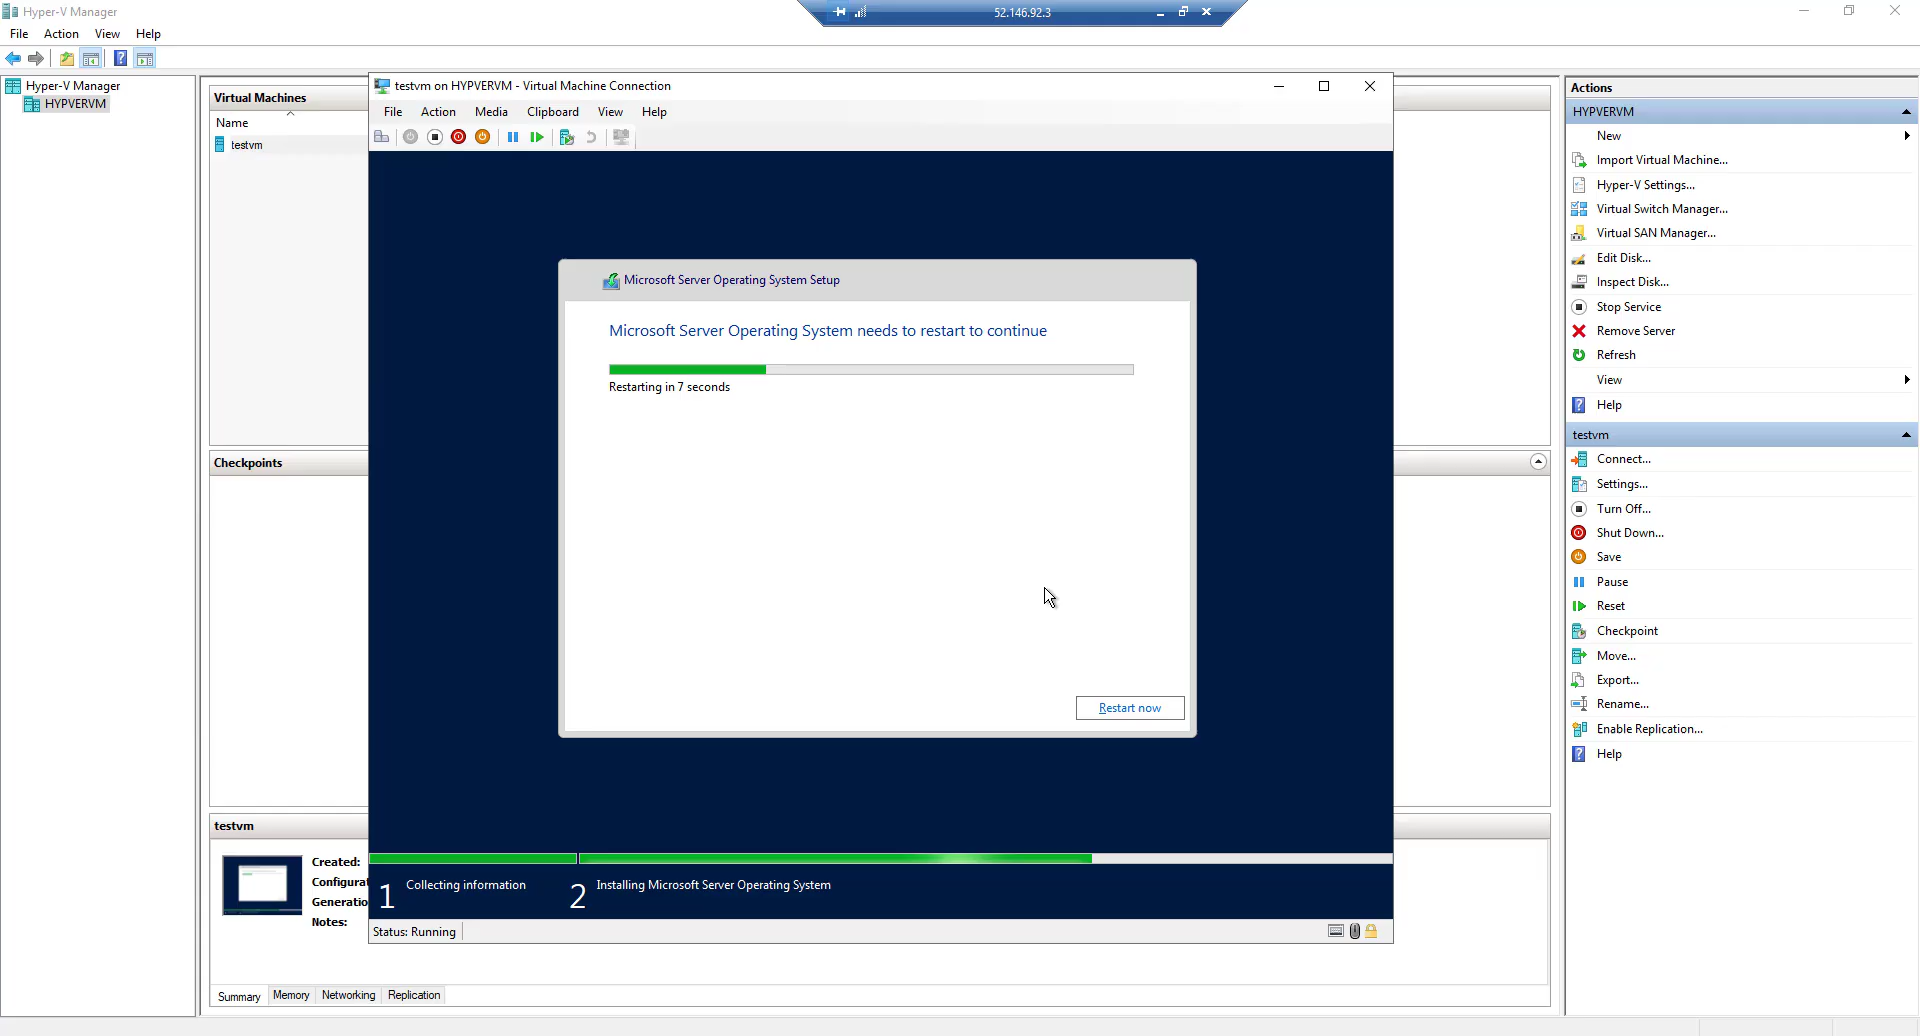 Hyper-V Manager
52.146.92.3
File Action View Help
Hyper-V Manager
HYPVERVM
Virtual Machines
Name
testvm
Checkpoints
testvm
Created:
Configurat
Generatio
Notes:
Summary Memory Networking Replication
testvm on HYPVERVM - Virtual Machine Connection
File Action Media Clipboard View Help
Microsoft Server Operating System Setup
Microsoft Server Operating System needs to restart to continue
Restarting in 7 seconds
Restart now
1 Collecting information 2 Installing Microsoft Server Operating System
Status: Running
Actions
HYPVERVM
New
Import Virtual Machine...
Hyper-V Settings...
Virtual Switch Manager...
Virtual SAN Manager...
Edit Disk...
Inspect Disk...
Stop Service
Remove Server
Refresh
View
Help
testvm
Connect...
Settings...
Turn Off...
Shut Down...
Save
Pause
Reset
Checkpoint
Move...
Export...
Rename...
Enable Replication...
Help